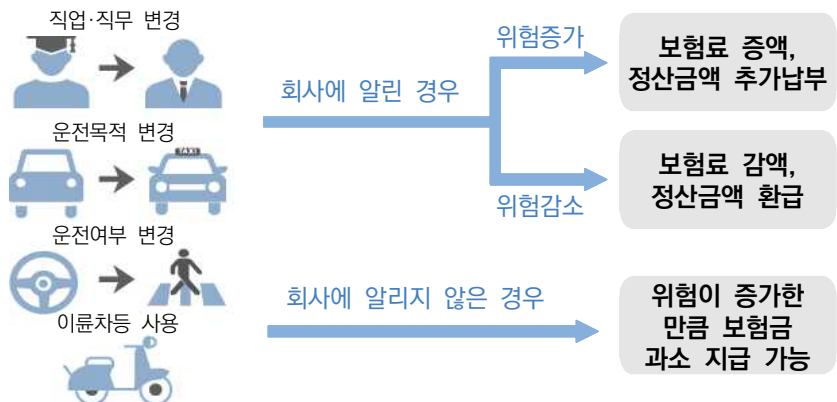 직업·직무 변경
운전목적 변경
TAXI
운전여부 변경
이륜차등 사용
회사에 알린 경우
위험증가
보험료 증액,
정산금액 추가납부
위험감소
보험료 감액,
정산금액 환급
회사에 알리지 않은 경우
위험이 증가한
만큼 보험금
과소 지급 가능